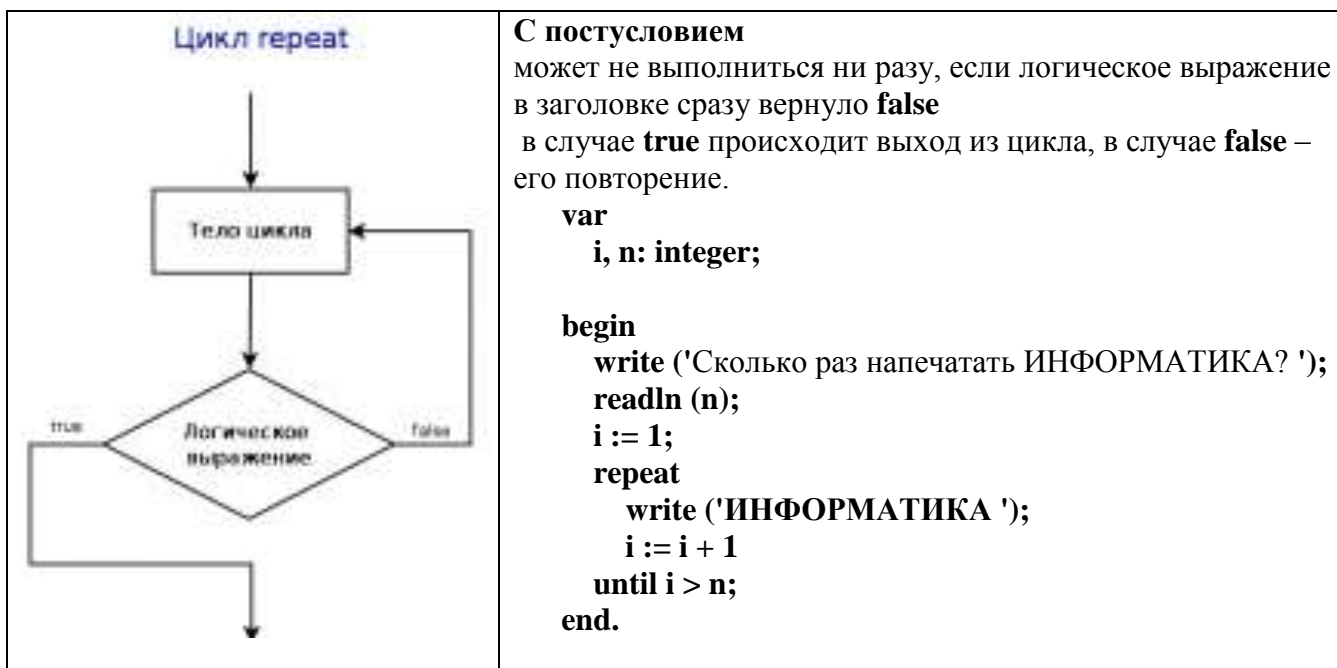 Цикл repeat
Тело цикла
Логическое
выражение
true
false
С постусловием
может не выполниться ни разу, если логическое выражение
в заголовке сразу вернуло false
в случае true происходит выход из цикла, в случае false –
его повторение.
var
i, n: integer;
begin
write ('Сколько раз напечатать ИНФОРМАТИКА? ');
readln (n);
i := 1;
repeat
write ('ИНФОРМАТИКА ');
i := i + 1
until i > n;
end.